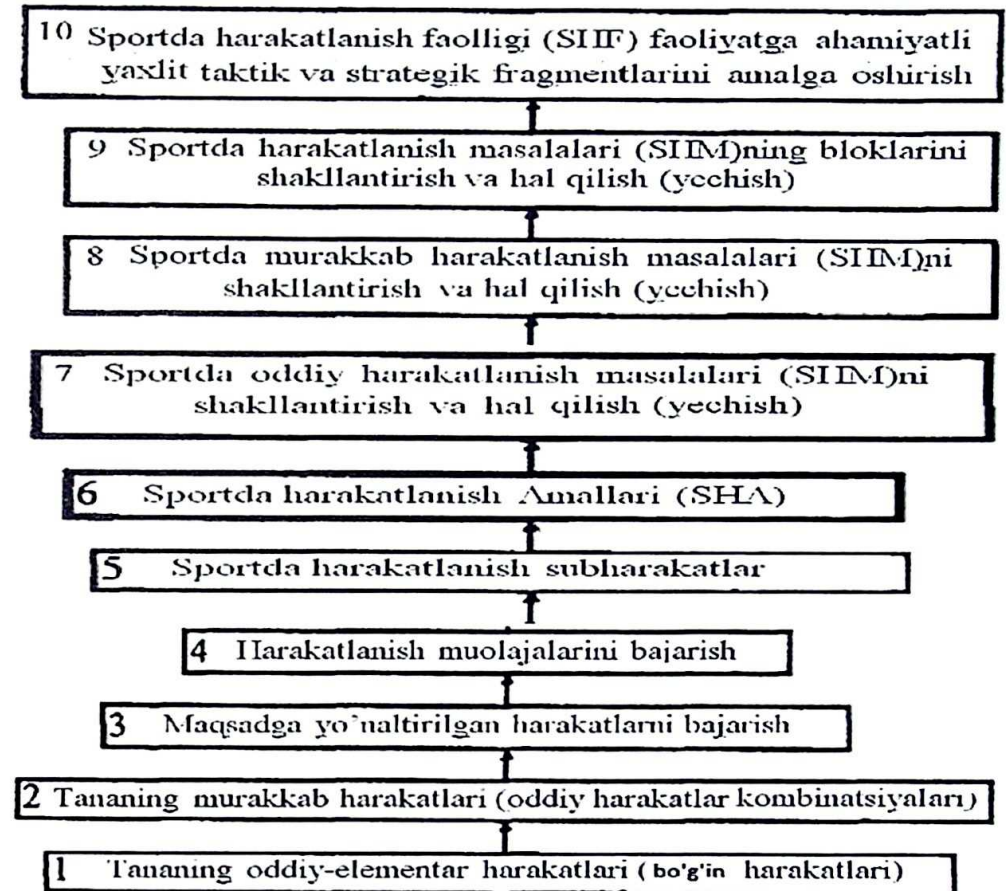 10 Sportda harakatlanish faolligi (SHF) faoliyatga ahamiyatli
yaxlit taktik va strategik fragmentlarini amalga oshirish
9 Sportda harakatlanish masalalari (SHM)ning bloklarini
shakllantirish va hal qilish (yechish)
8 Sportda murakkab harakatlanish masalalari (SHM)ni
shakllantirish va hal qilish (yechish)
7 Sportda oddiy harakatlanish masalalari (SHM)ni
shakllantirish va hal qilish (yechish)
6 Sportda harakatlanish Amallari (SHA)
5 Sportda harakatlanish subharakatlar
4 Harakatlanish muolajalarini bajarish
3 Maqsadga yo'naltirilgan harakatlarni bajarish
2 Tananing murakkab harakatlari (oddiy harakatlar kombinatsiyaları)
1 Tananing oddiy-elementar harakatlari (bo'g'in harakatlari)